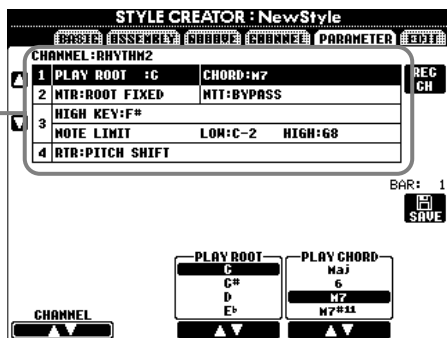 STYLE CREATOR : NewStyle
BASIC ASSEMBLY GROOVE CHANNEL PARAMETER EDIT
CHANNEL:RHYTHM2
1 PLAY ROOT :C CHORD:M7
REC CH
2 NTR:ROOT FIXED NTT:BYPASS
3 HIGH KEY:F#
NOTE LIMIT LOW:C-2 HIGH:G8
4 RTR:PITCH SHIFT
BAR: 1
SAVE
PLAY ROOT PLAY CHORD
C Maj
C# 6
D M7
E♭ M7#11
CHANNEL